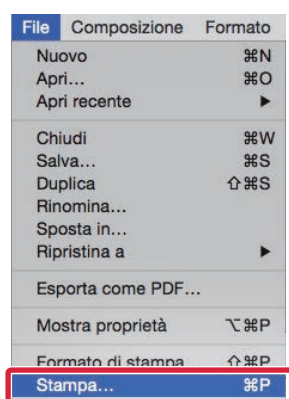 File Composizione Formato
Nuovo ⌘N
Apri... ⌘O
Apri recente ▶
Chiudi ⌘W
Salva... ⌘S
Duplica ⇧⌘S
Rinomina...
Sposta in...
Ripristina a ▶
Esporta come PDF...
Mostra proprietà ⌥⌘P
Formato di stampa ⇧⌘P
Stampa... ⌘P